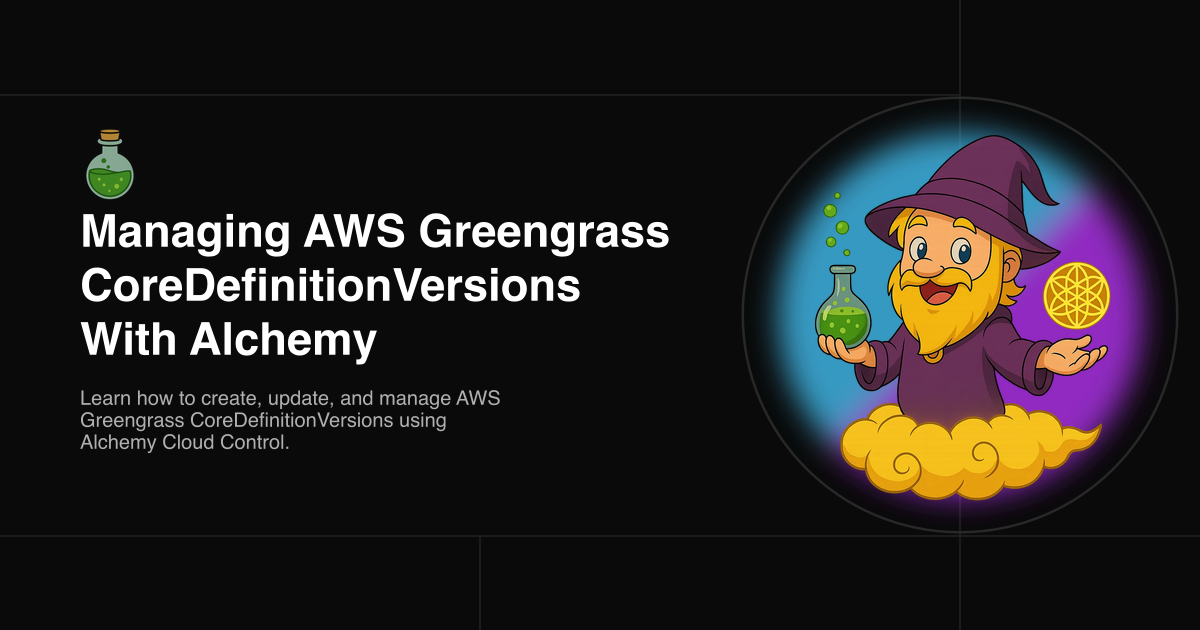 Managing AWS Greengrass
CoreDefinitionVersions
With Alchemy
Learn how to create, update, and manage AWS
Greengrass CoreDefinitionVersions using
Alchemy Cloud Control.